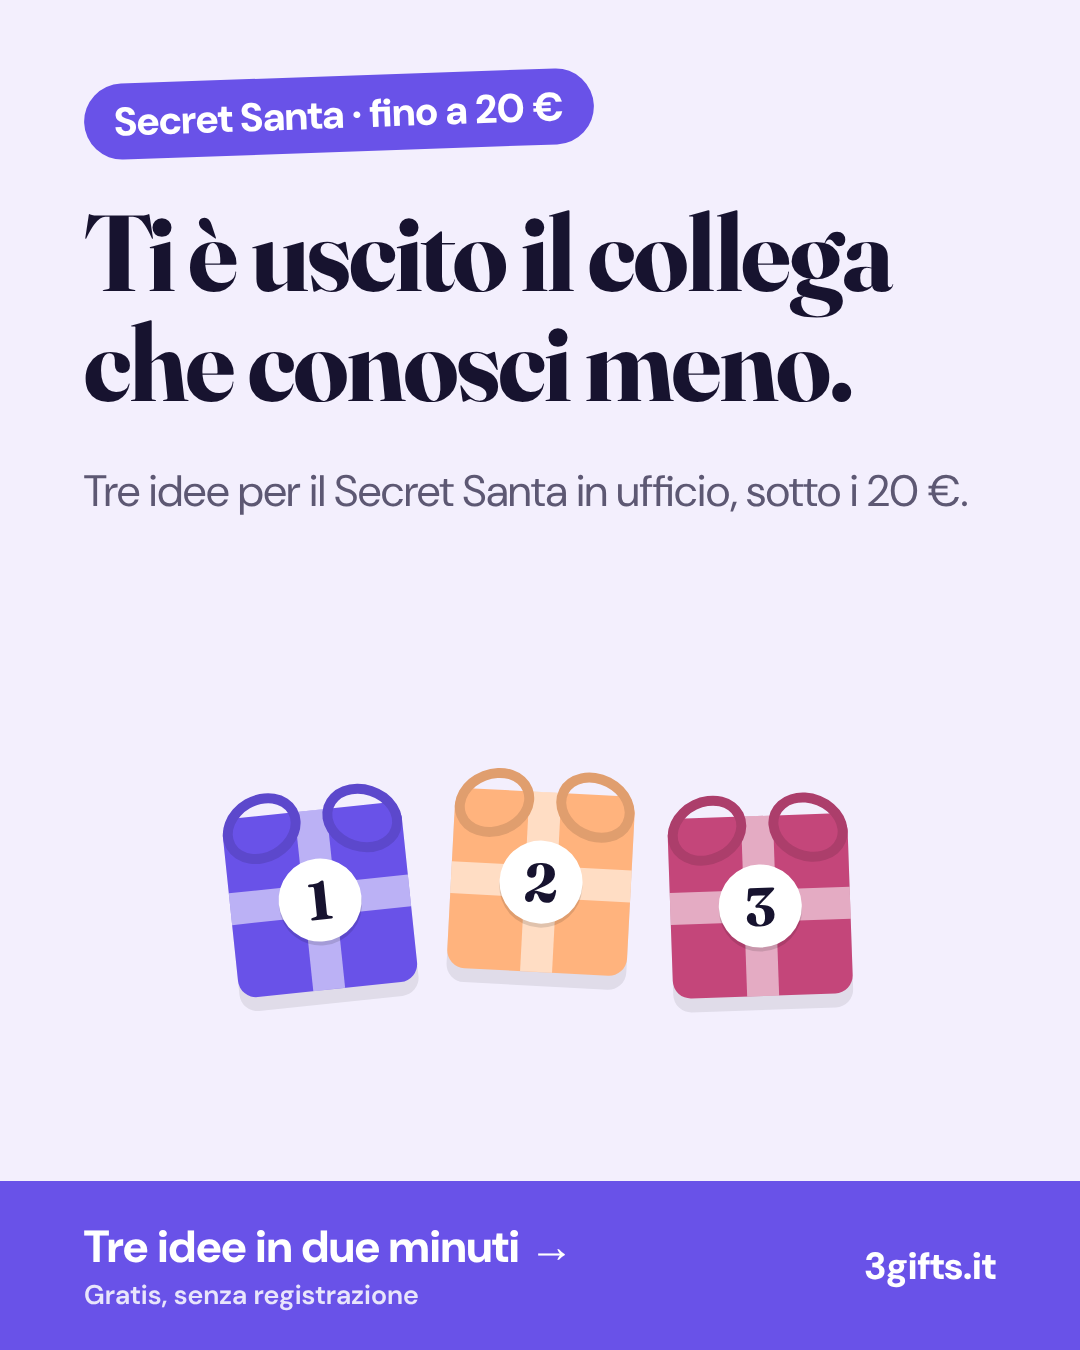 Secret Santa · fino a 20 €
Ti è uscito il collega
che conosci meno.
Tre idee per il Secret Santa in ufficio, sotto i 20 €.
1
2
3
Tre idee in due minuti →
Gratis, senza registrazione
3gifts.it